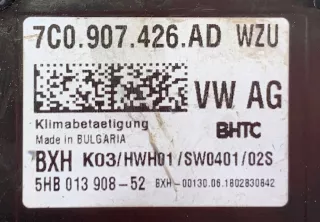 7C0.907.426.AD WZU
VW AG
Klimabetaetigung
BHTC
Made in BULGARIA
BXH K03/HWH01/SW0401/02S
5HB 013 908-52 BXH-00130.06.1802830642